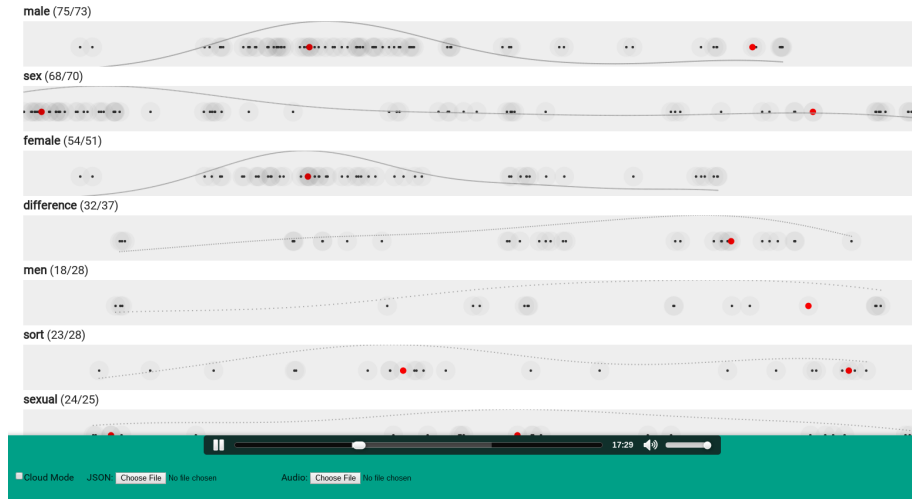 male (75/73)
sex (68/70)
female (54/51)
difference (32/37)
men (18/28)
sort (23/28)
sexual (24/25)
17:29
Cloud Mode JSON: Choose File No file chosen Audio: Choose File No file chosen